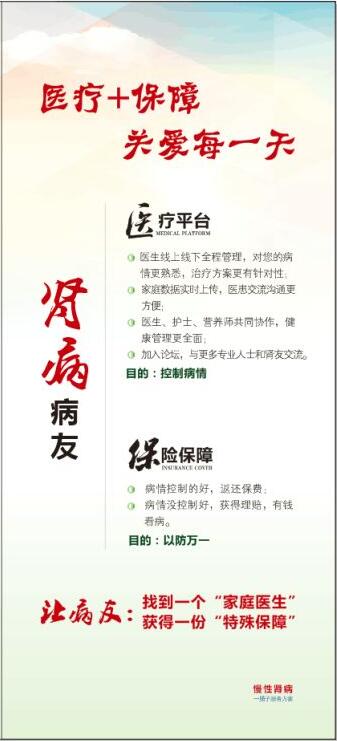 医疗+保障
关爱每一天
肾病病友
医疗平台
MEDICAL PLATFORM
医生线上线下全程管理，对您的病
情更熟悉，治疗方案更有针对性；
家庭数据实时上传，医患交流沟通更
方便；
医生、护士、营养师共同协作，健
康管理更全面；
加入论坛，与更多专业人士和肾友交流。
目的：控制病情
保险保障
INSURANCE COVER
病情控制的好，返还保费；
病情没控制好，获得理赔，有钱
看病。
目的：以防万一
让病友：
找到一个“家庭医生”
获得一份“特殊保障”
慢性肾病
一揽子服务方案